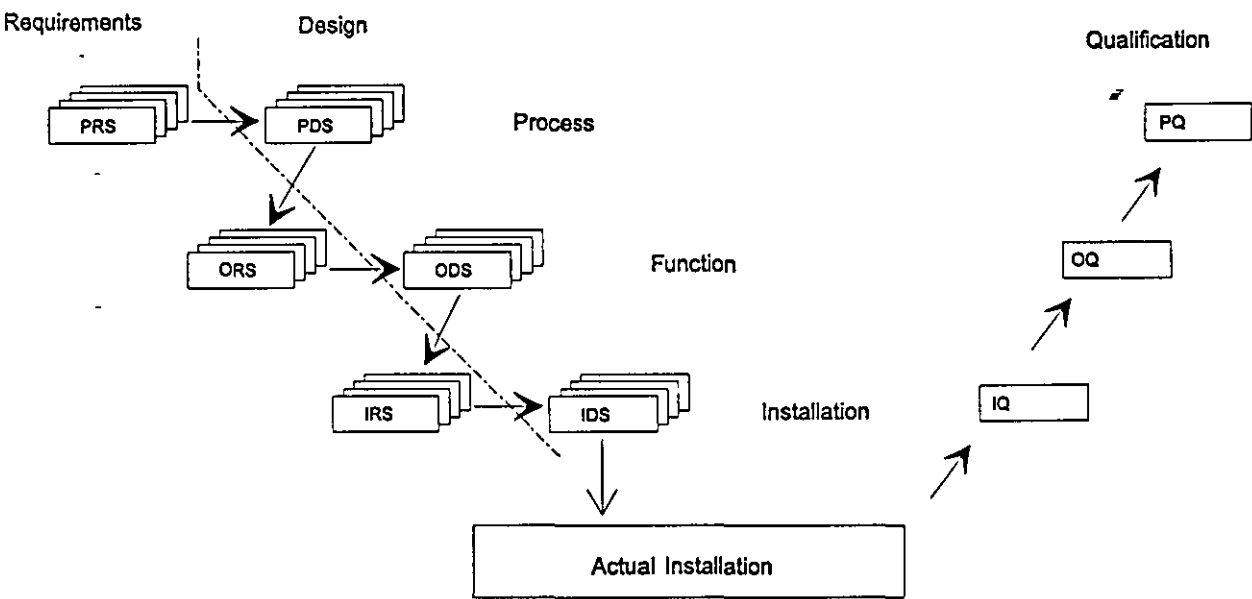 Requirements
Design
Qualification
PRS
PDS
Process
PQ
ORS
ODS
Function
OQ
IRS
IDS
Installation
IQ
Actual Installation